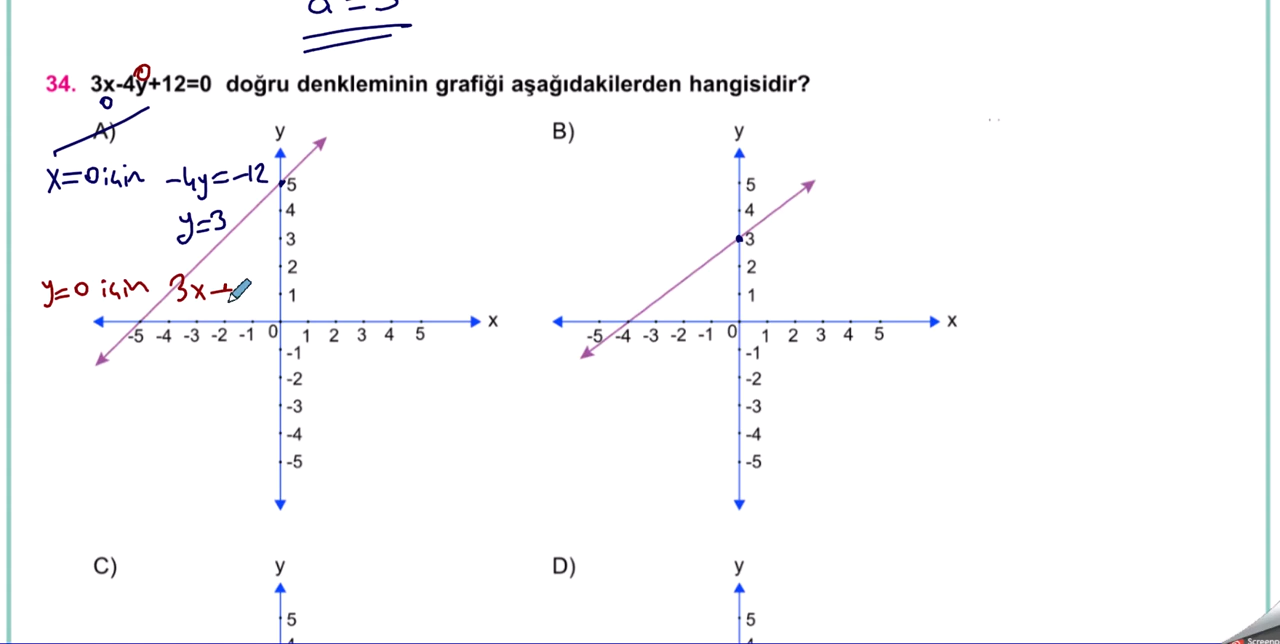 a=3
34. 3x-4y+12=0 doğru denkleminin grafiği aşağıdakilerden hangisidir?
0
0
A)
y
x=0 için -4y=-12
y=3
y=0 için 3x+
5
4
3
2
1
-5 -4 -3 -2 -1 0 1 2 3 4 5 x
-1
-2
-3
-4
-5
B)
y
5
4
3
2
1
-5 -4 -3 -2 -1 0 1 2 3 4 5 x
-1
-2
-3
-4
-5
C)
y
5
D)
y
5